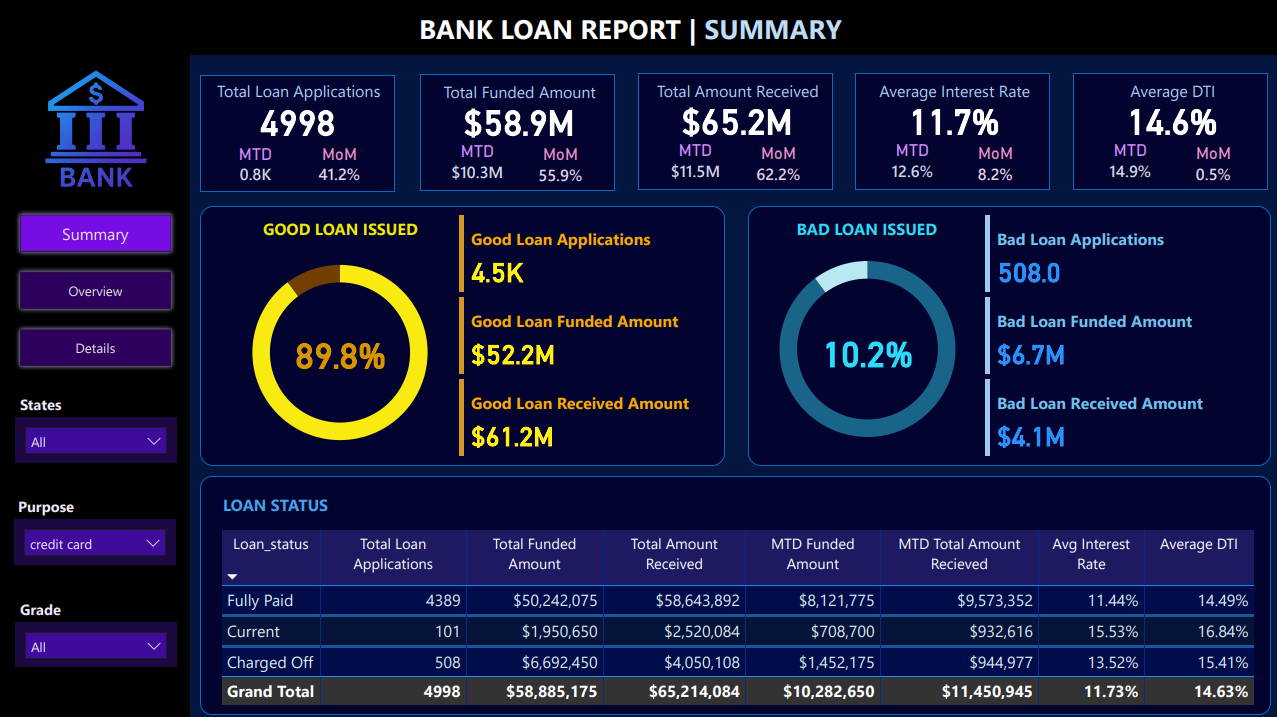 BANK LOAN REPORT | SUMMARY
$
BANK
Summary
Overview
Details
States
All
Purpose
credit card
Grade
All
Total Loan Applications
4998
MTD MoM
0.8K 41.2%
Total Funded Amount
$58.9M
MTD MoM
$10.3M 55.9%
Total Amount Received
$65.2M
MTD MoM
$11.5M 62.2%
Average Interest Rate
11.7%
MTD MoM
12.6% 8.2%
Average DTI
14.6%
MTD MoM
14.9% 0.5%
GOOD LOAN ISSUED
89.8%
Good Loan Applications
4.5K
Good Loan Funded Amount
$52.2M
Good Loan Received Amount
$61.2M
BAD LOAN ISSUED
10.2%
Bad Loan Applications
508.0
Bad Loan Funded Amount
$6.7M
Bad Loan Received Amount
$4.1M
LOAN STATUS
Loan_status Total Loan Total Funded Total Amount MTD Funded MTD Total Amount Avg Interest Average DTI
Applications Amount Received Amount Recieved Rate
Fully Paid 4389 $50,242,075 $58,643,892 $8,121,775 $9,573,352 11.44% 14.49%
Current 101 $1,950,650 $2,520,084 $708,700 $932,616 15.53% 16.84%
Charged Off 508 $6,692,450 $4,050,108 $1,452,175 $944,977 13.52% 15.41%
Grand Total 4998 $58,885,175 $65,214,084 $10,282,650 $11,450,945 11.73% 14.63%